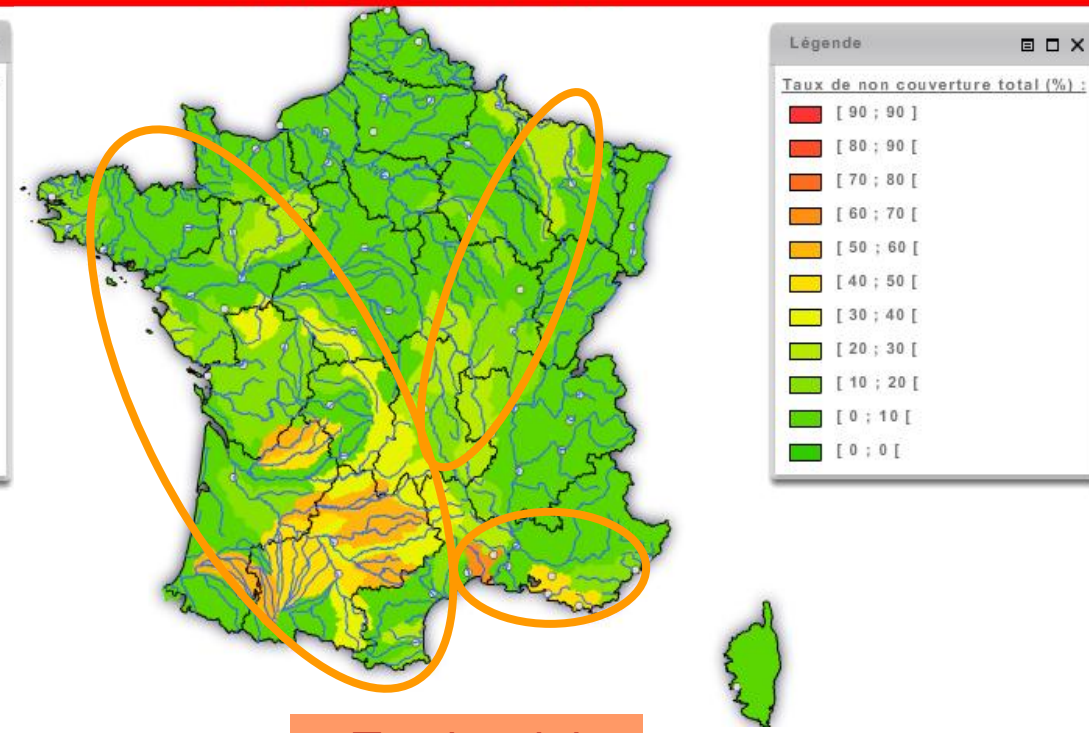 Légende
Taux de non couverture total (%) :
[ 90 ; 90 ]
[ 80 ; 90 [
[ 70 ; 80 [
[ 60 ; 70 [
[ 50 ; 60 [
[ 40 ; 50 [
[ 30 ; 40 [
[ 20 ; 30 [
[ 10 ; 20 [
[ 0 ; 10 [
[ 0 ; 0 [